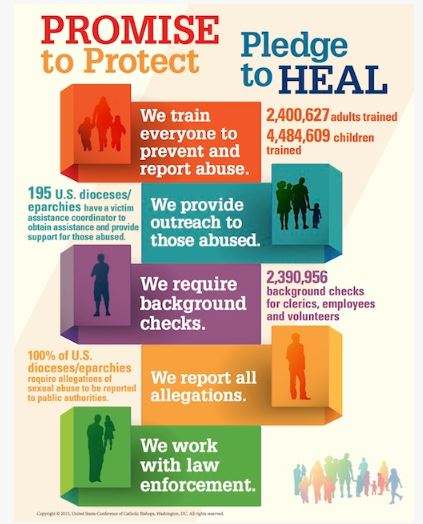 PROMISE
to Protect
Pledge
to HEAL
We train
everyone to
prevent and
report abuse.
2,400,627 adults trained
4,484,609 children
trained
195 U.S. dioceses/
eparchies have a victim
assistance coordinator to
obtain assistance and provide
support for those abused.
We provide
outreach to
those abused.
We require
background
checks.
2,390,956
background checks
for clerics, employees
and volunteers
100% of U.S.
dioceses/eparchies
require allegations of
sexual abuse to be reported
to public authorities.
We report all
allegations.
We work
with law
enforcement.
Copyright © 2015, United States Conference of Catholic Bishops, Washington, DC. All rights reserved.